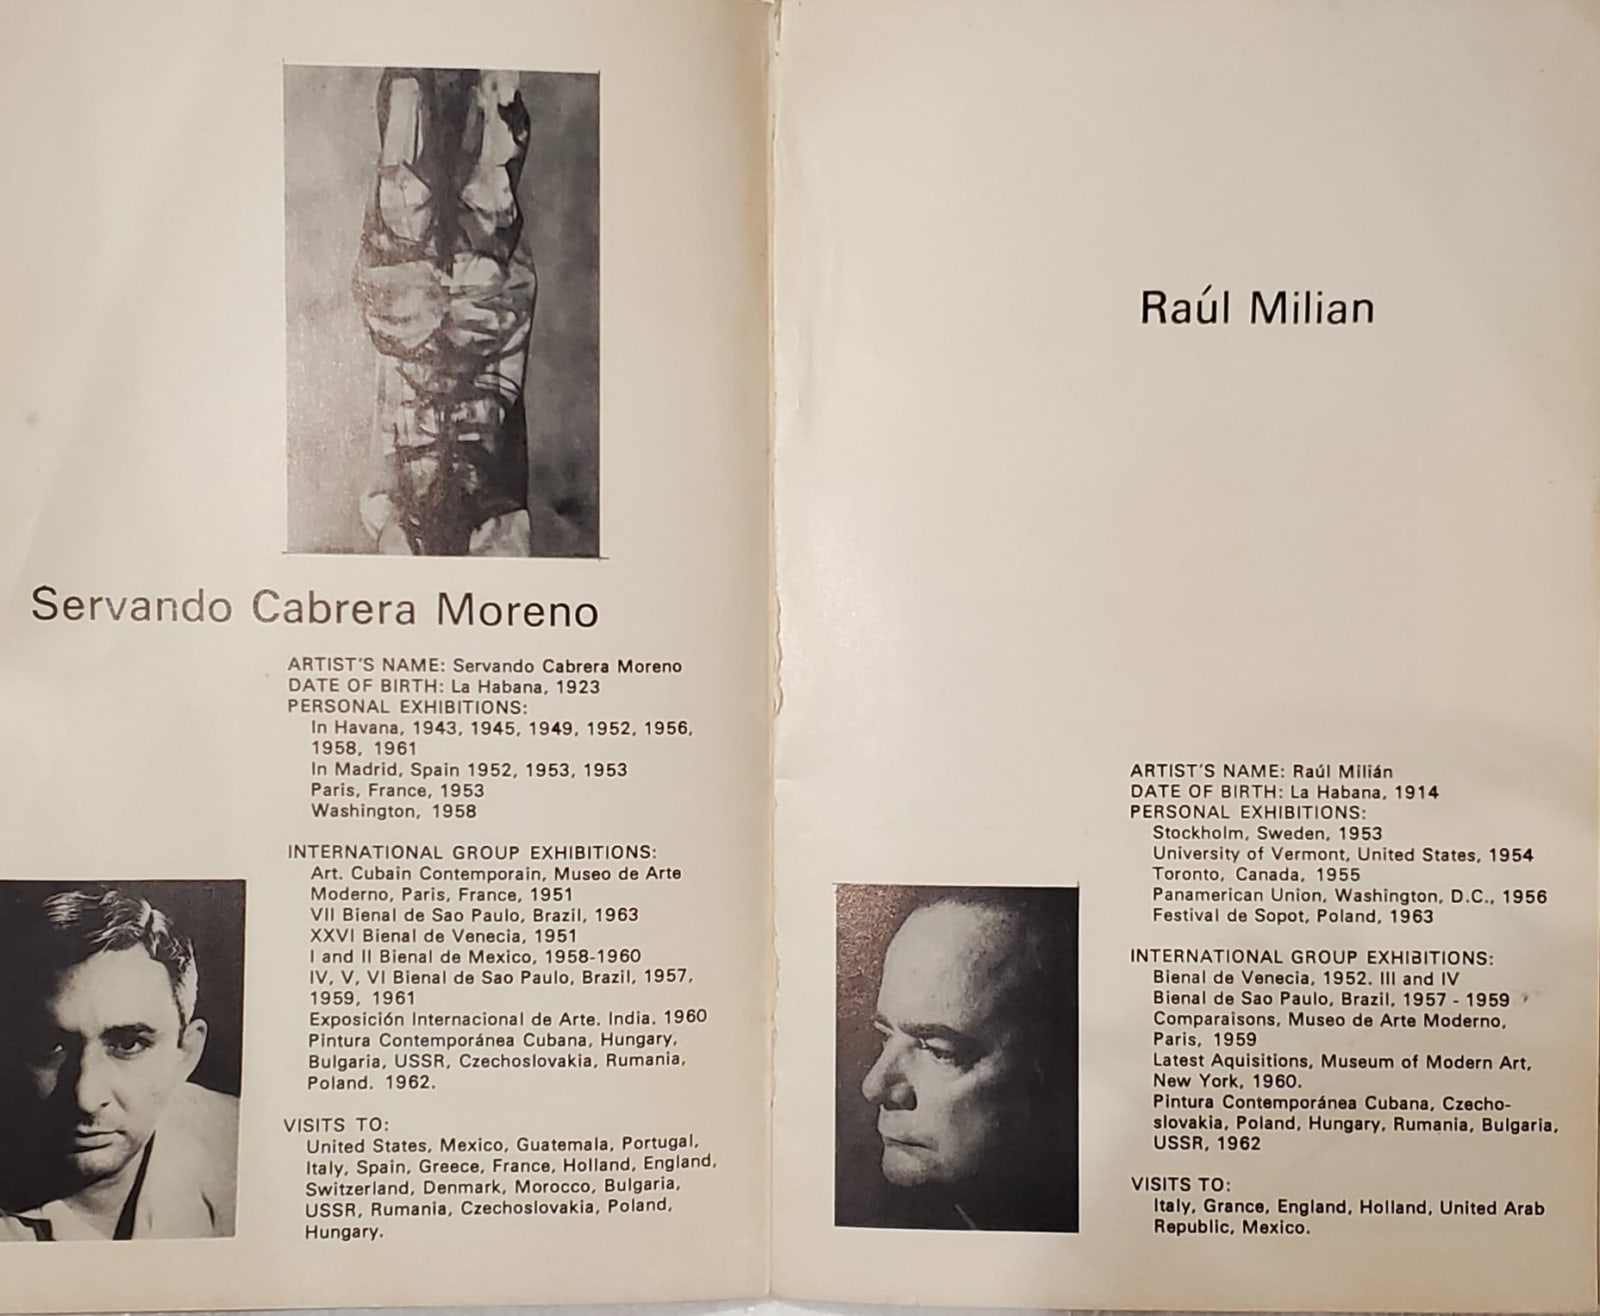 Servando Cabrera Moreno
ARTIST'S NAME: Servando Cabrera Moreno
DATE OF BIRTH: La Habana, 1923
PERSONAL EXHIBITIONS:
In Havana, 1943, 1945, 1949, 1952, 1956,
1958, 1961
In Madrid, Spain 1952, 1953, 1953
Paris, France, 1953
Washington, 1958
INTERNATIONAL GROUP EXHIBITIONS:
Art. Cubain Contemporain, Museo de Arte
Moderno, Paris, France, 1951
VII Bienal de Sao Paulo, Brazil, 1963
XXVI Bienal de Venecia, 1951
I and II Bienal de Mexico, 1958-1960
IV, V, VI Bienal de Sao Paulo, Brazil, 1957,
1959, 1961
Exposición Internacional de Arte. India. 1960
Pintura Contemporánea Cubana, Hungary,
Bulgaria, USSR, Czechoslovakia, Rumania,
Poland. 1962.
VISITS TO:
United States, Mexico, Guatemala, Portugal,
Italy, Spain, Greece, France, Holland, England,
Switzerland, Denmark, Morocco, Bulgaria,
USSR, Rumania, Czechoslovakia, Poland,
Hungary.
Raúl Milian
ARTIST'S NAME: Raúl Milián
DATE OF BIRTH: La Habana, 1914
PERSONAL EXHIBITIONS:
Stockholm, Sweden, 1953
University of Vermont, United States, 1954
Toronto, Canada, 1955
Panamerican Union, Washington, D.C., 1956
Festival de Sopot, Poland, 1963
INTERNATIONAL GROUP EXHIBITIONS:
Bienal de Venecia, 1952. III and IV
Bienal de Sao Paulo, Brazil, 1957 - 1959
Comparaisons, Museo de Arte Moderno,
Paris, 1959
Latest Aquisitions, Museum of Modern Art,
New York, 1960.
Pintura Contemporánea Cubana, Czecho-
slovakia, Poland, Hungary, Rumania, Bulgaria,
USSR, 1962
VISITS TO:
Italy, Grance, England, Holland, United Arab
Republic, Mexico.